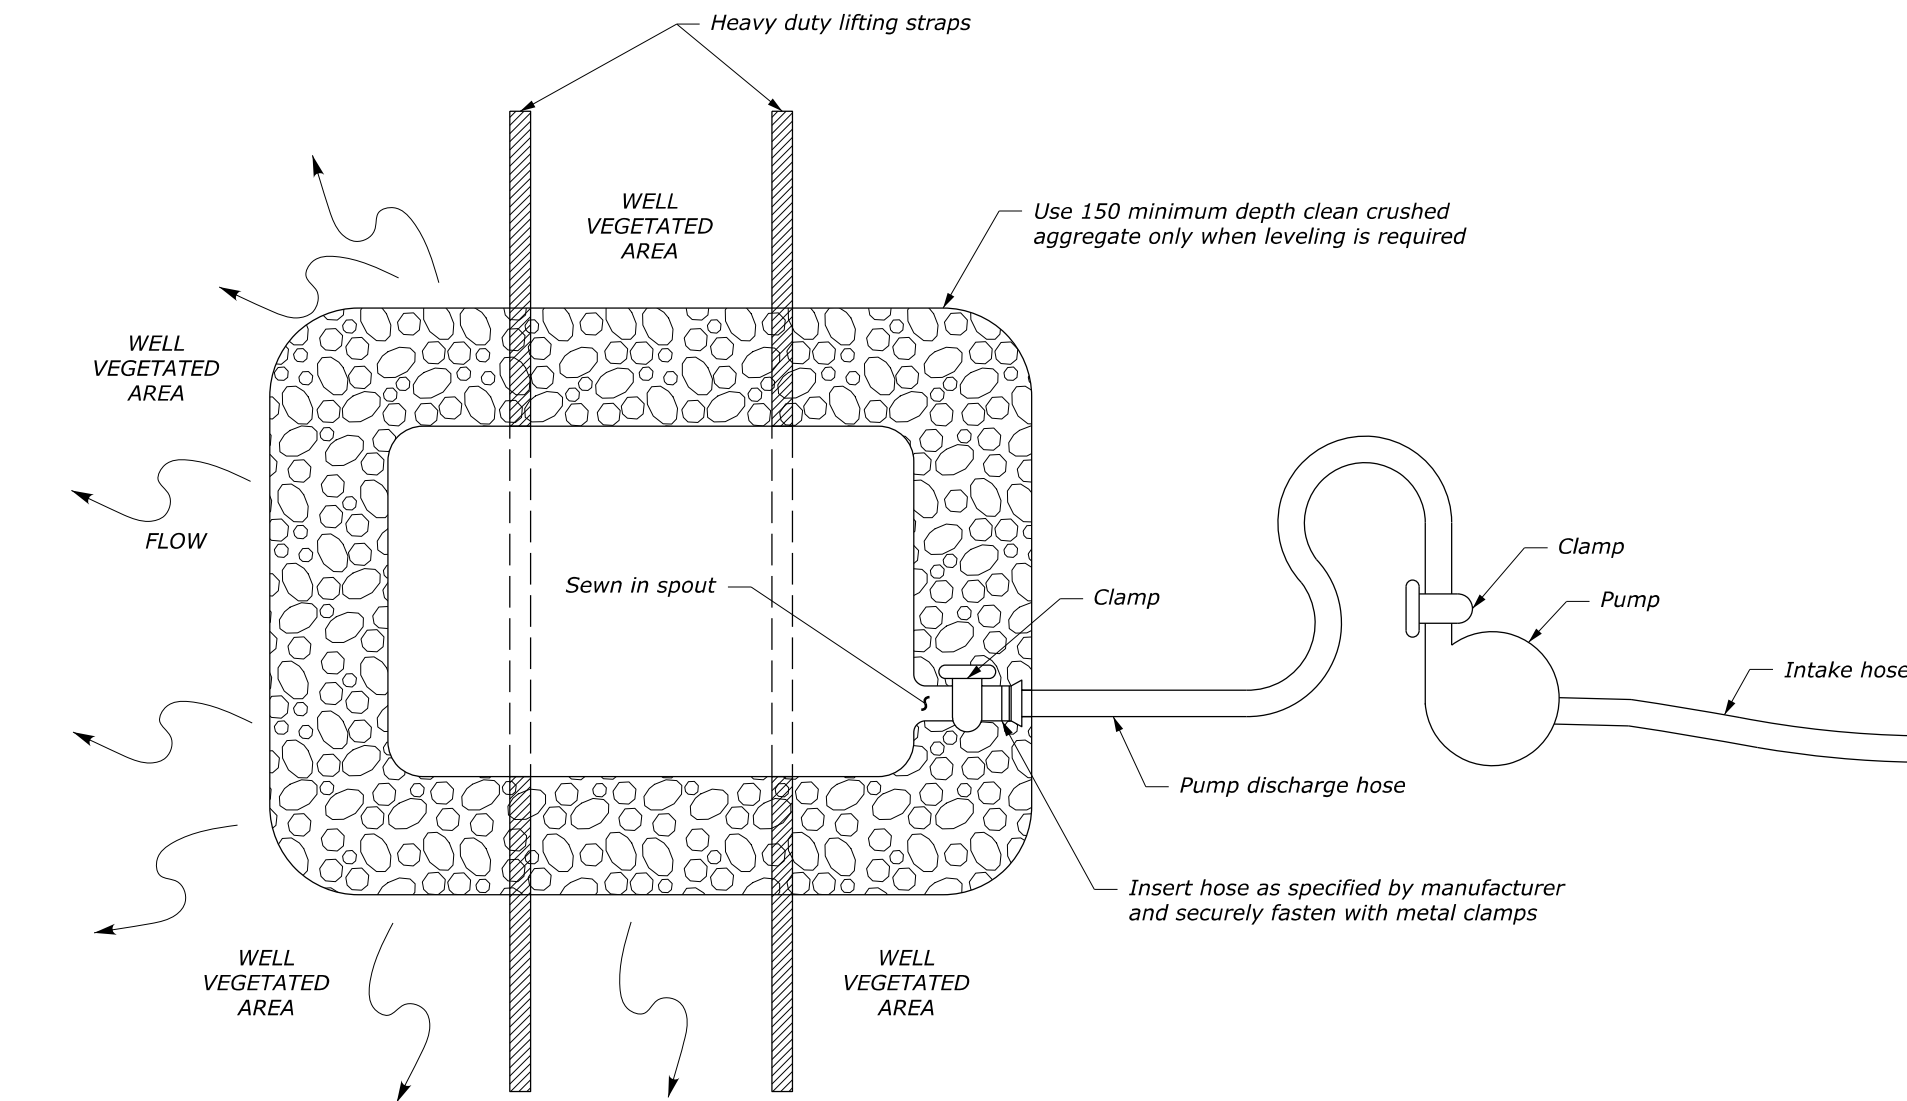 Heavy duty lifting straps
WELL
VEGETATED
AREA
Use 150 minimum depth clean crushed
aggregate only when leveling is required
WELL
VEGETATED
AREA
FLOW
Sewn in spout
Clamp
Clamp
Pump
Intake hose
Pump discharge hose
Insert hose as specified by manufacturer
and securely fasten with metal clamps
WELL
VEGETATED
AREA
WELL
VEGETATED
AREA